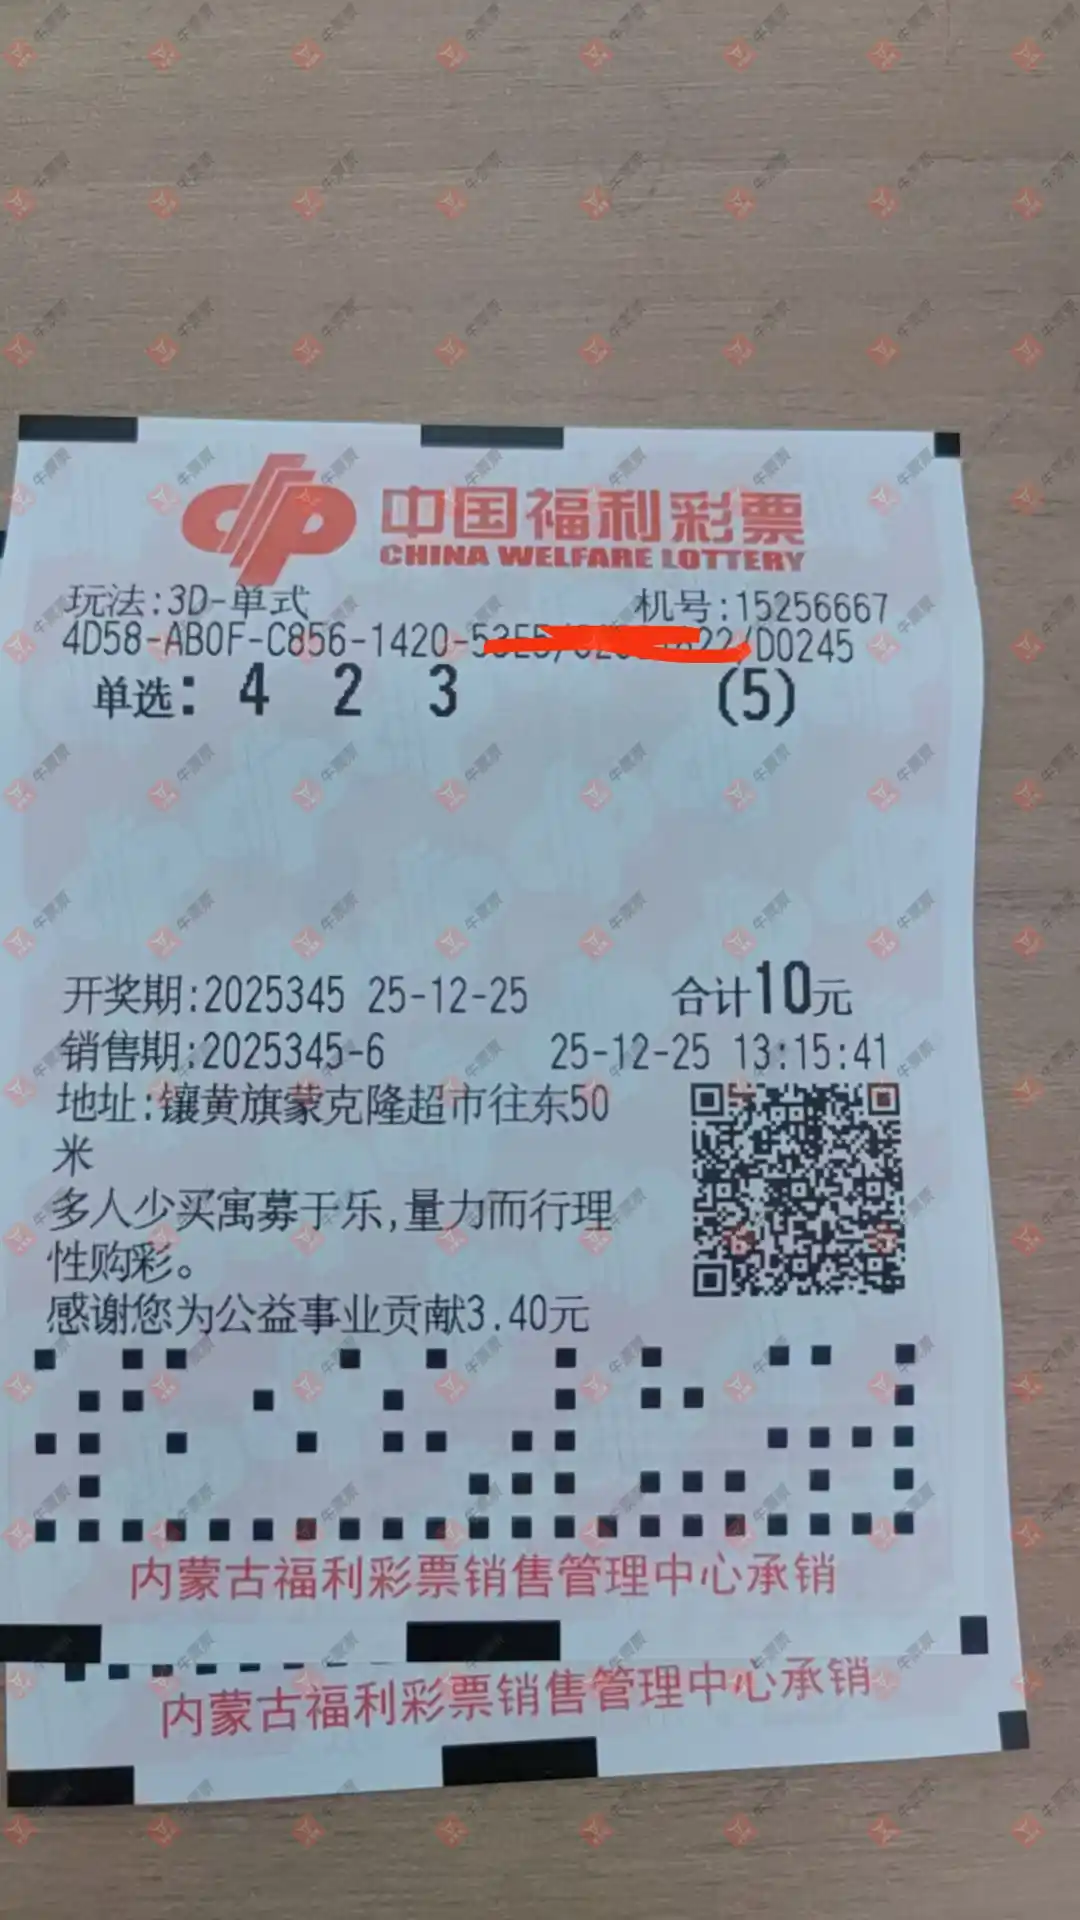 中国福利彩票
CHINA WELFARE LOTTERY
玩法:3D-单式 机号:15256667
4D58-AB0F-C856-1420- /D0245
单选: 4 2 3 (5)
开奖期:2025345 25-12-25 合计10元
销售期:2025345-6 25-12-25 13:15:41
地址:镶黄旗蒙克隆超市往东50
米
多人少买寓募于乐,量力而行理
性购彩。
感谢您为公益事业贡献3.40元
内蒙古福利彩票销售管理中心承销
内蒙古福利彩票销售管理中心承销